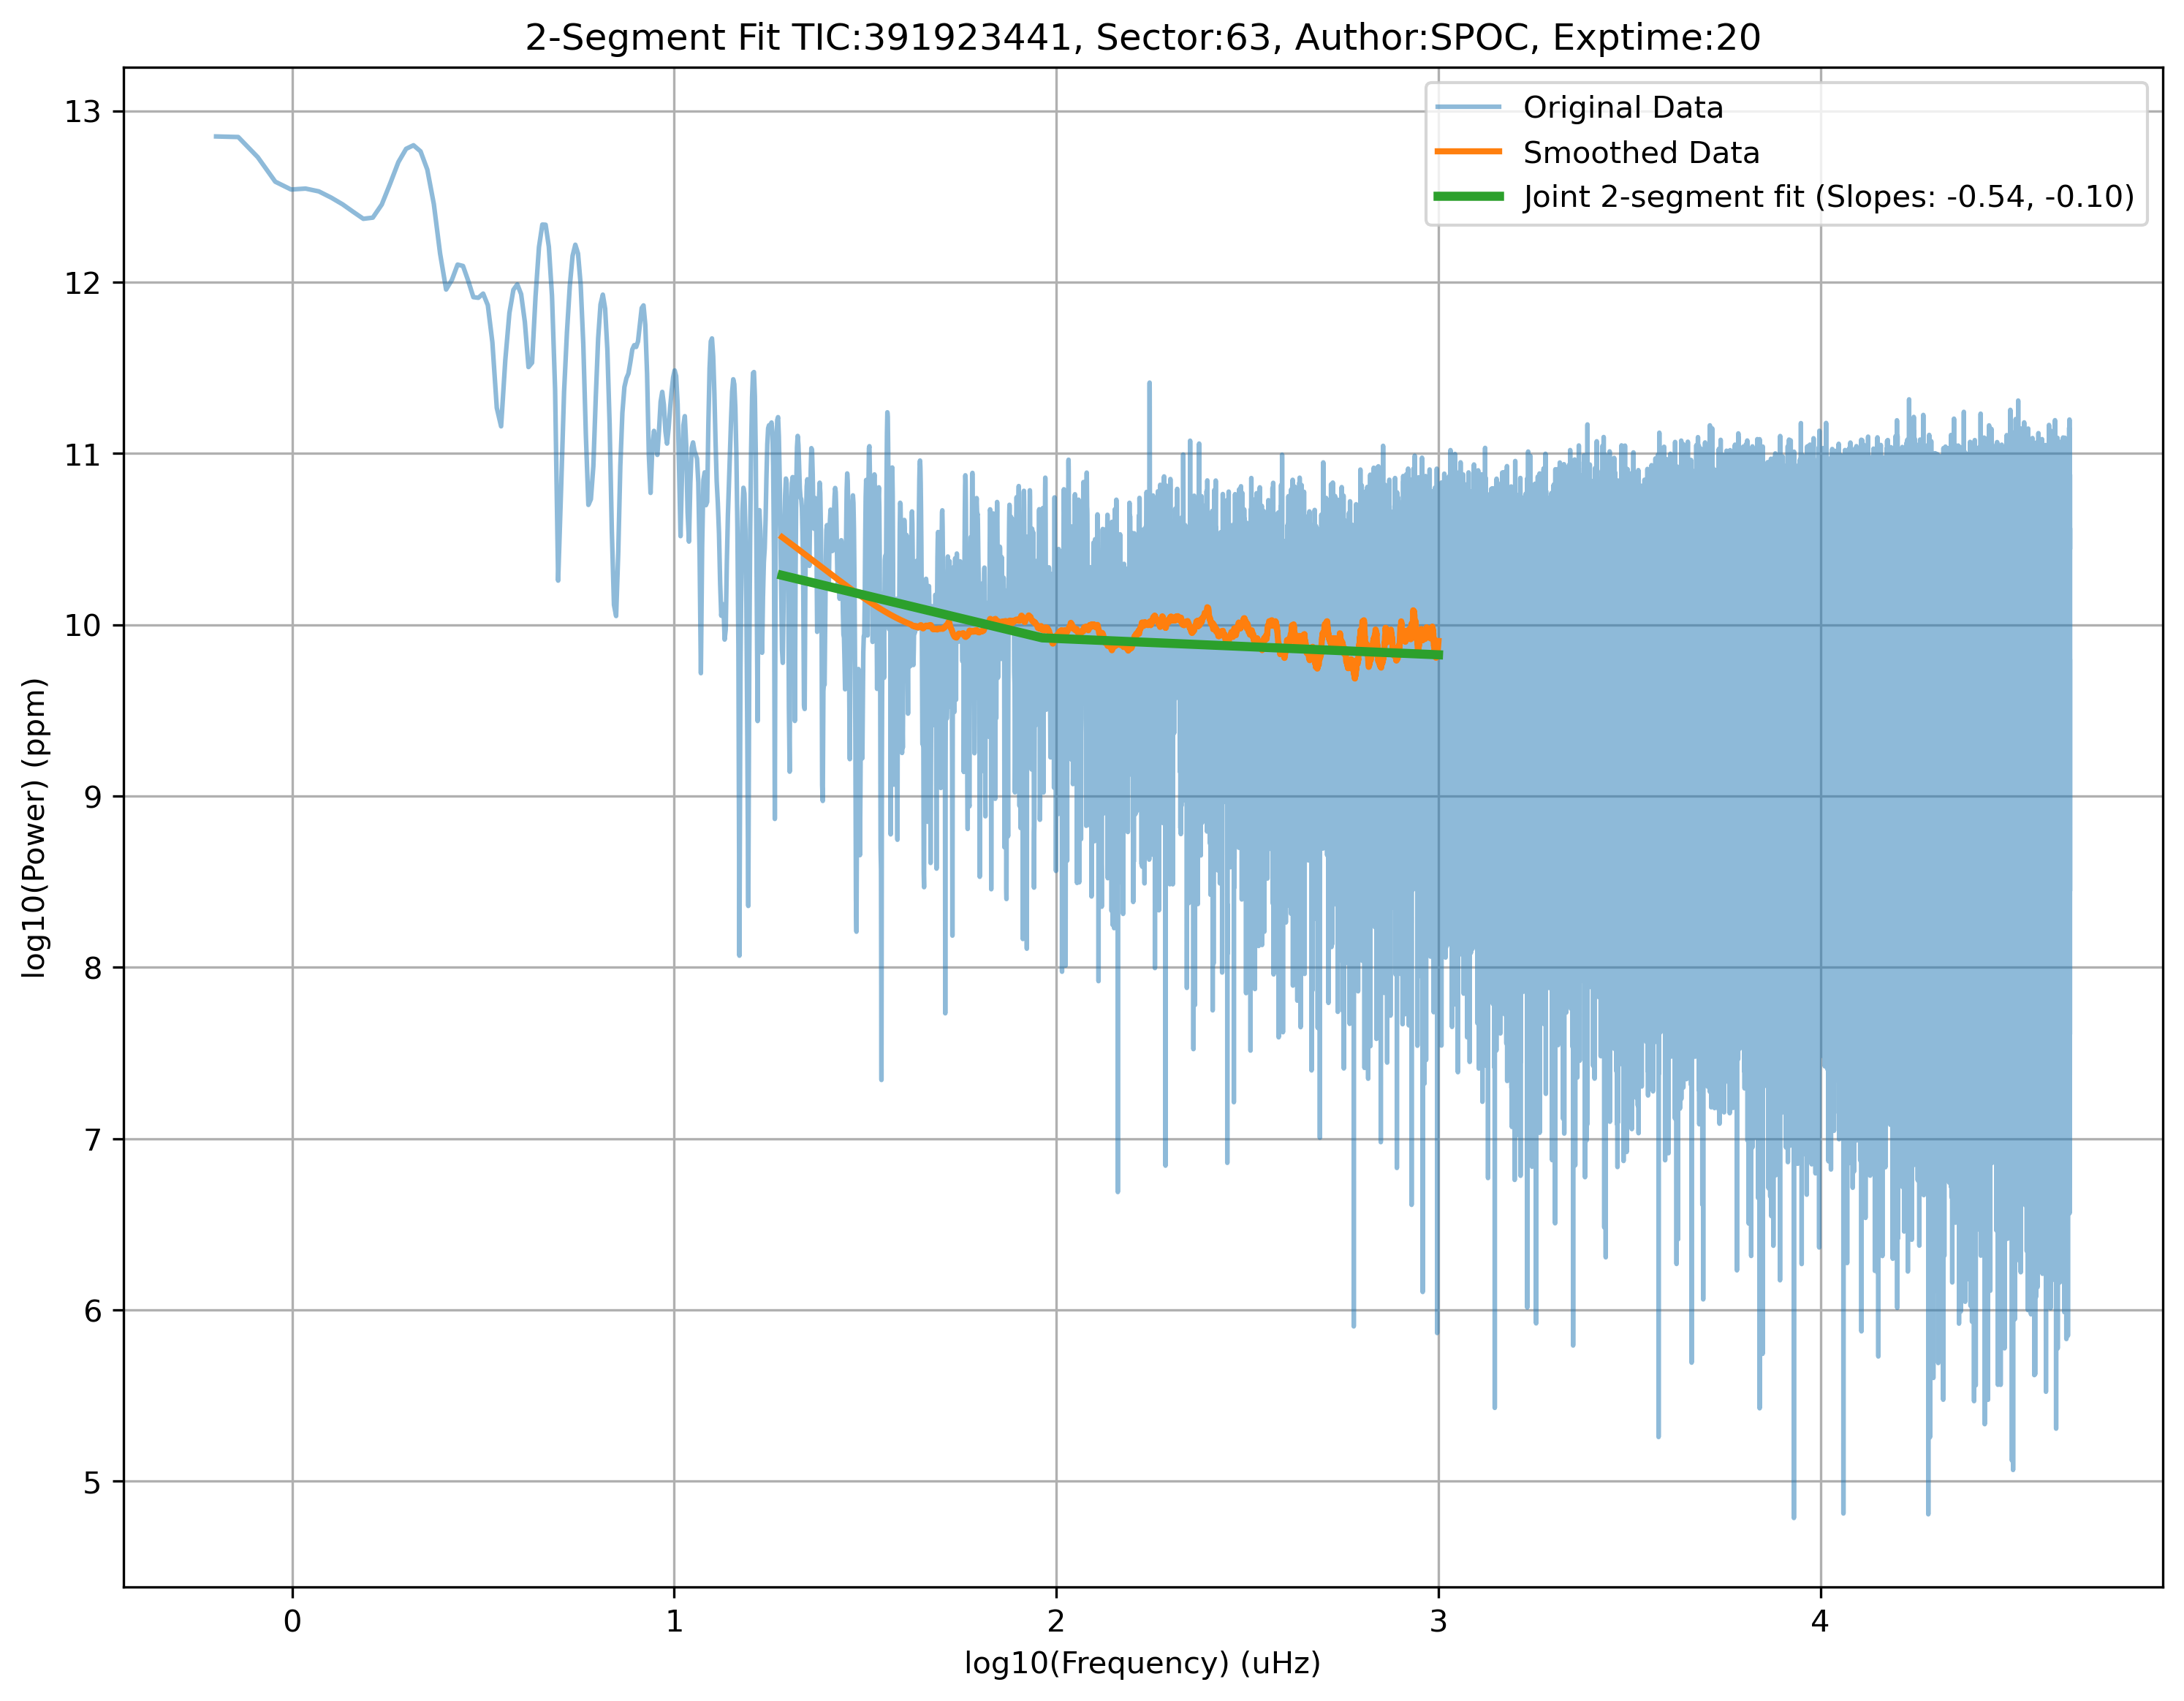 2-Segment Fit TIC:391923441, Sector:63, Author:SPOC, Exptime:20
Original Data
Smoothed Data
Joint 2-segment fit (Slopes: -0.54, -0.10)
log10(Power) (ppm)
13
12
11
10
9
8
7
6
5
0
1
2
3
4
log10(Frequency) (uHz)